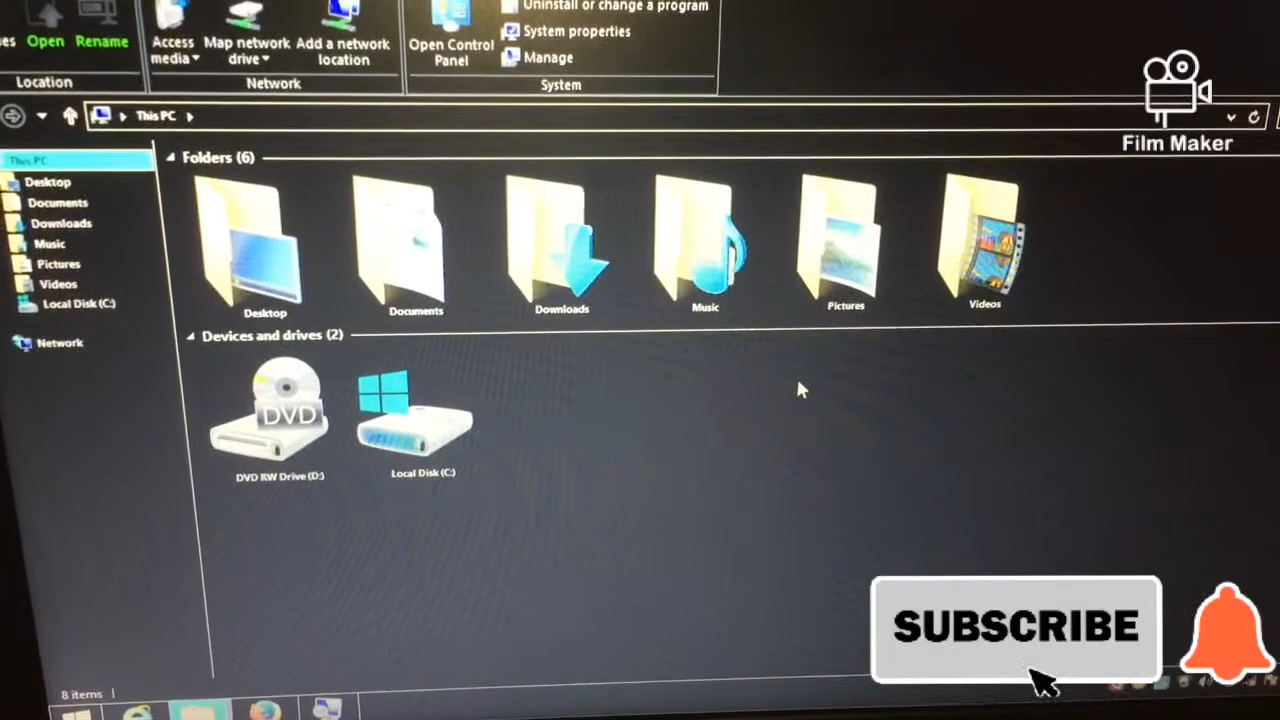 Uninstall or change a program
Open Rename
Access media
Map network drive
Add a network location
Open Control Panel
System properties
Manage
Location
Network
System
This PC
Film Maker
This PC
Desktop
Documents
Downloads
Music
Pictures
Videos
Local Disk (C:)
Network
Folders (6)
Desktop
Documents
Downloads
Music
Pictures
Videos
Devices and drives (2)
DVD
DVD RW Drive (D:)
Local Disk (C:)
SUBSCRIBE
8 items